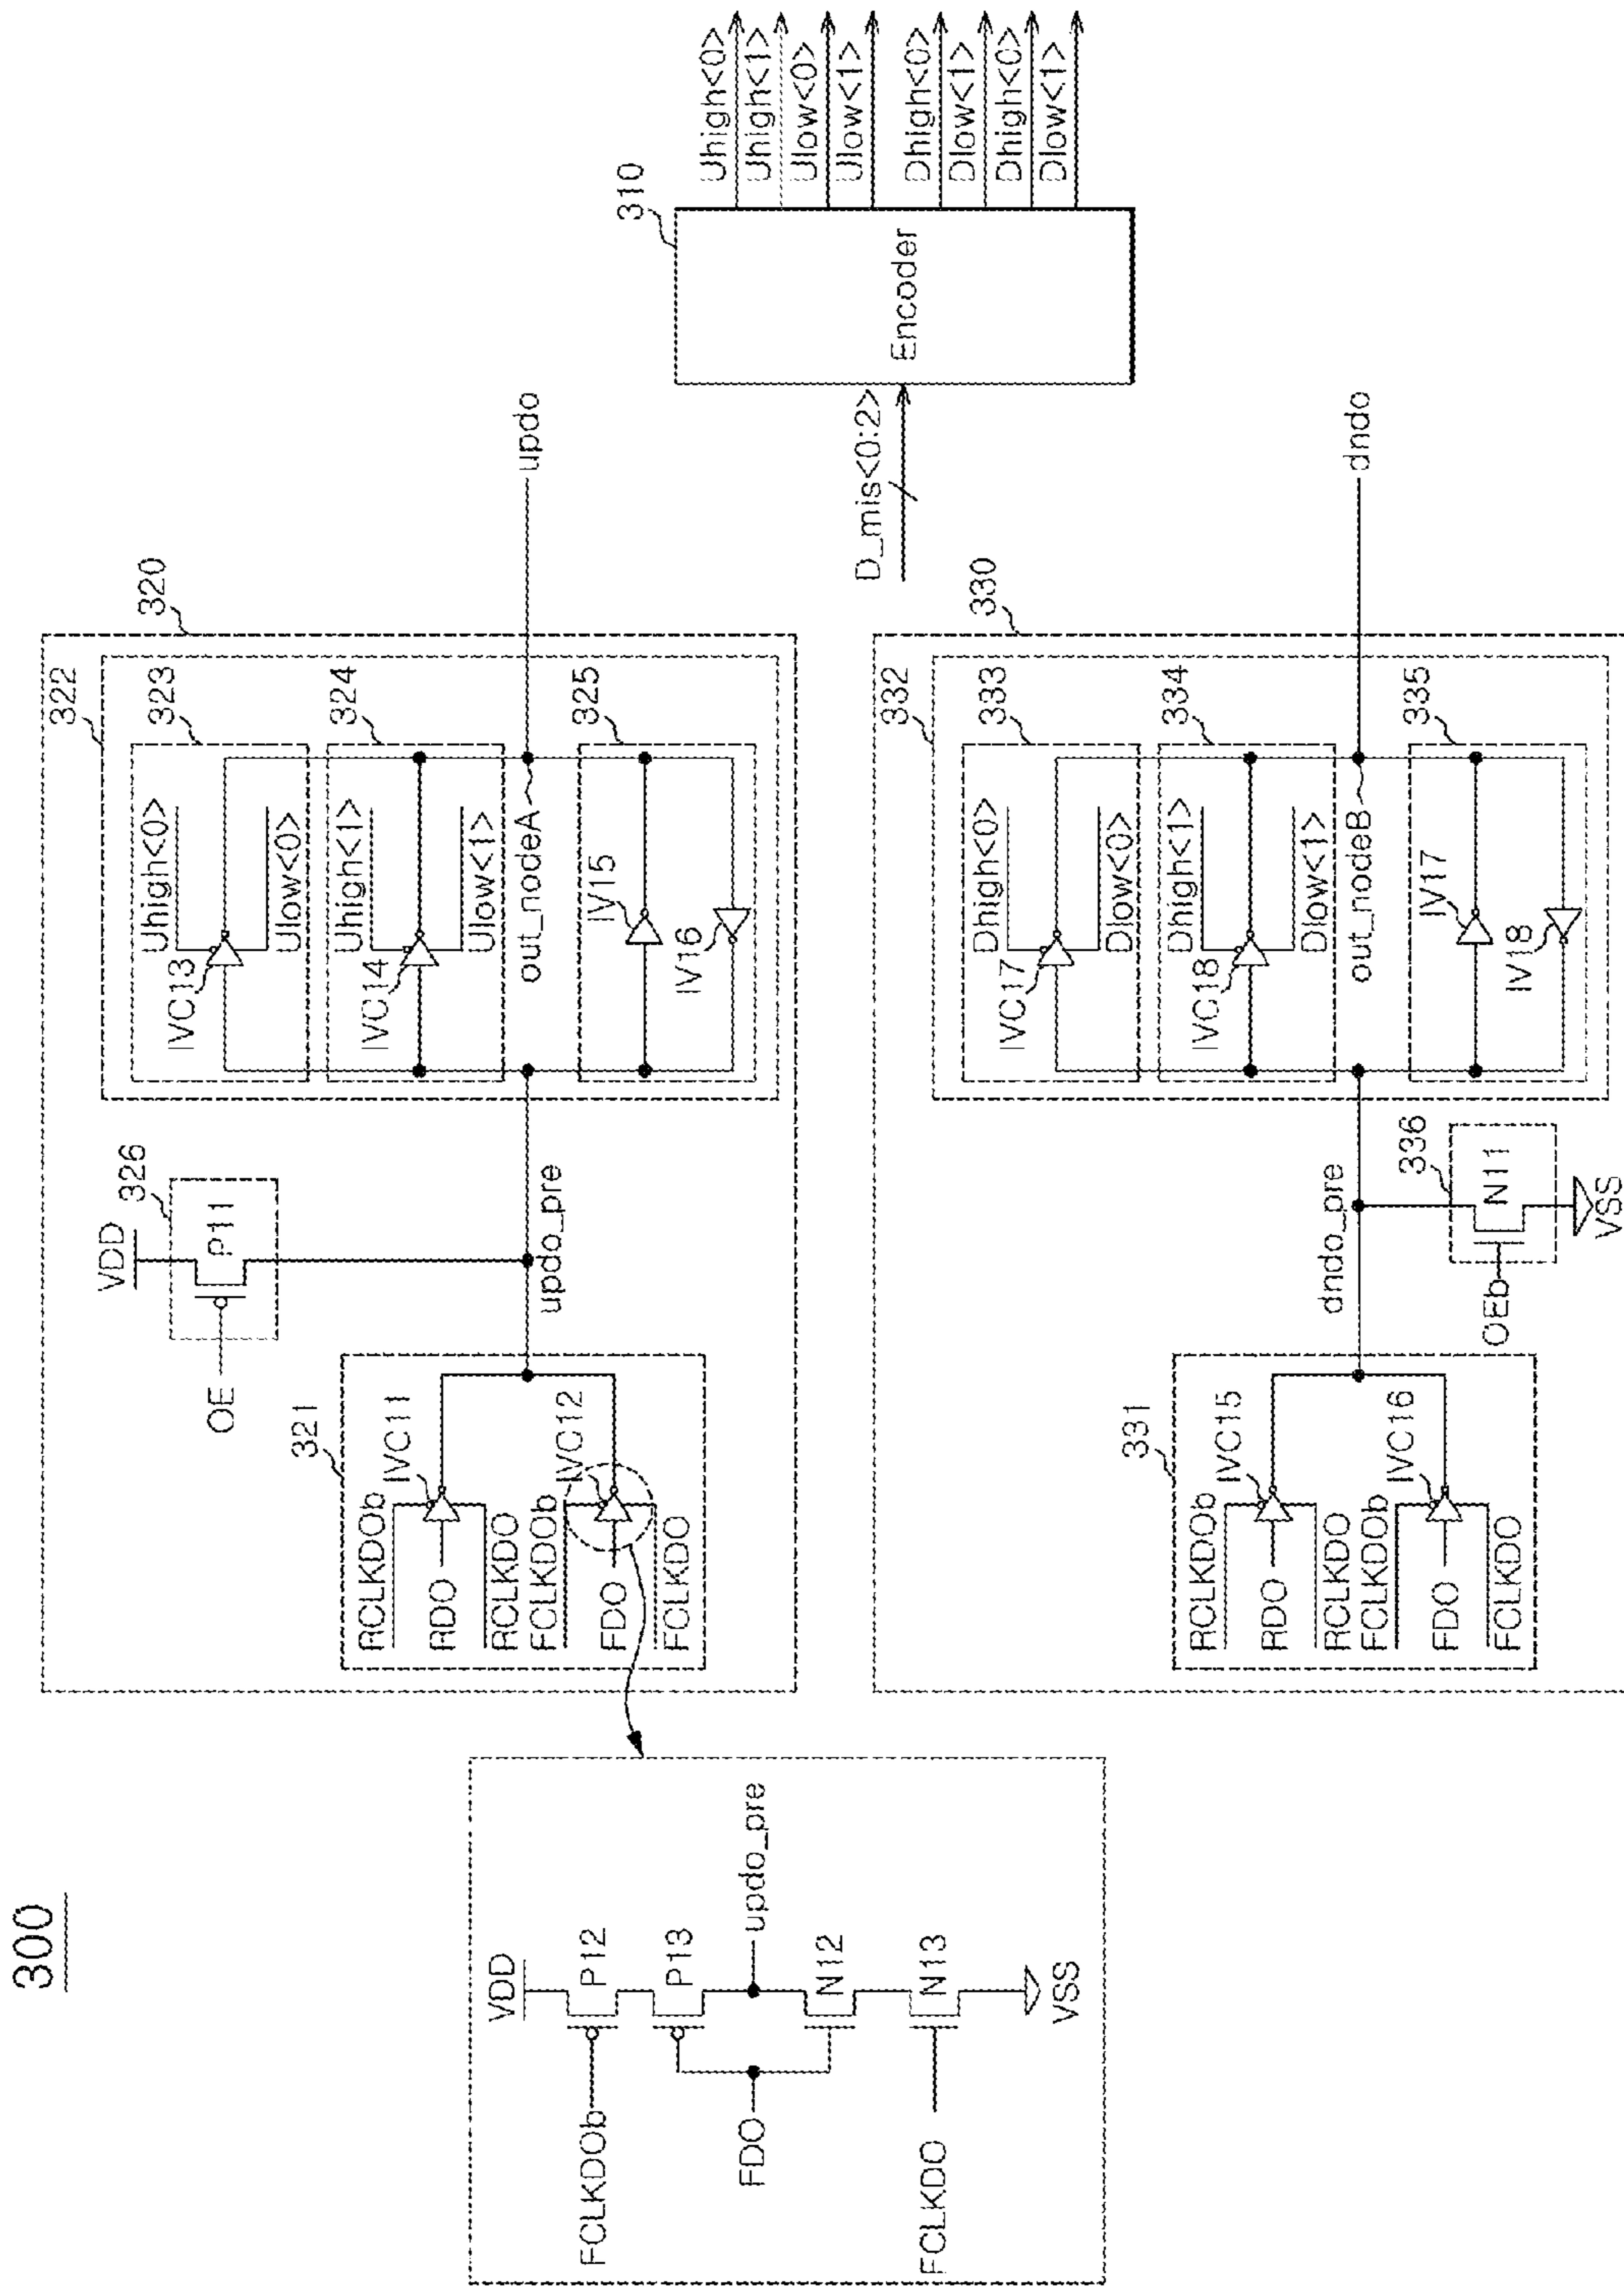 300
320
322
323
Uhigh<0>
IVC13
Ulow<0>
324
Uhigh<1>
IVC14
Ulow<1>
out_nodeA
325
IV15
IV16
326
VDD
P11
OE
updo_pre
updo
321
RCLKDOb
IVC11
RDO
RCLKDO
FCLKDOb
IVC12
FDO
FCLKDO
VDD
FCLKDOb
P12
P13
FDO
updo_pre
N12
FCLKDO
N13
VSS
330
332
333
Dhigh<0>
IVC17
Dlow<0>
334
Dhigh<1>
IVC18
Dlow<1>
out_nodeB
335
IV17
IV18
dndo_pre
dndo
336
N11
OEb
VSS
331
RCLKDOb
IVC15
RDO
RCLKDO
FCLKDOb
IVC16
FDO
FCLKDO
310
D_mis<0:2>
Encoder
Uhigh<0>
Uhigh<1>
Ulow<0>
Ulow<1>
Dhigh<0>
Dlow<1>
Dhigh<0>
Dlow<1>